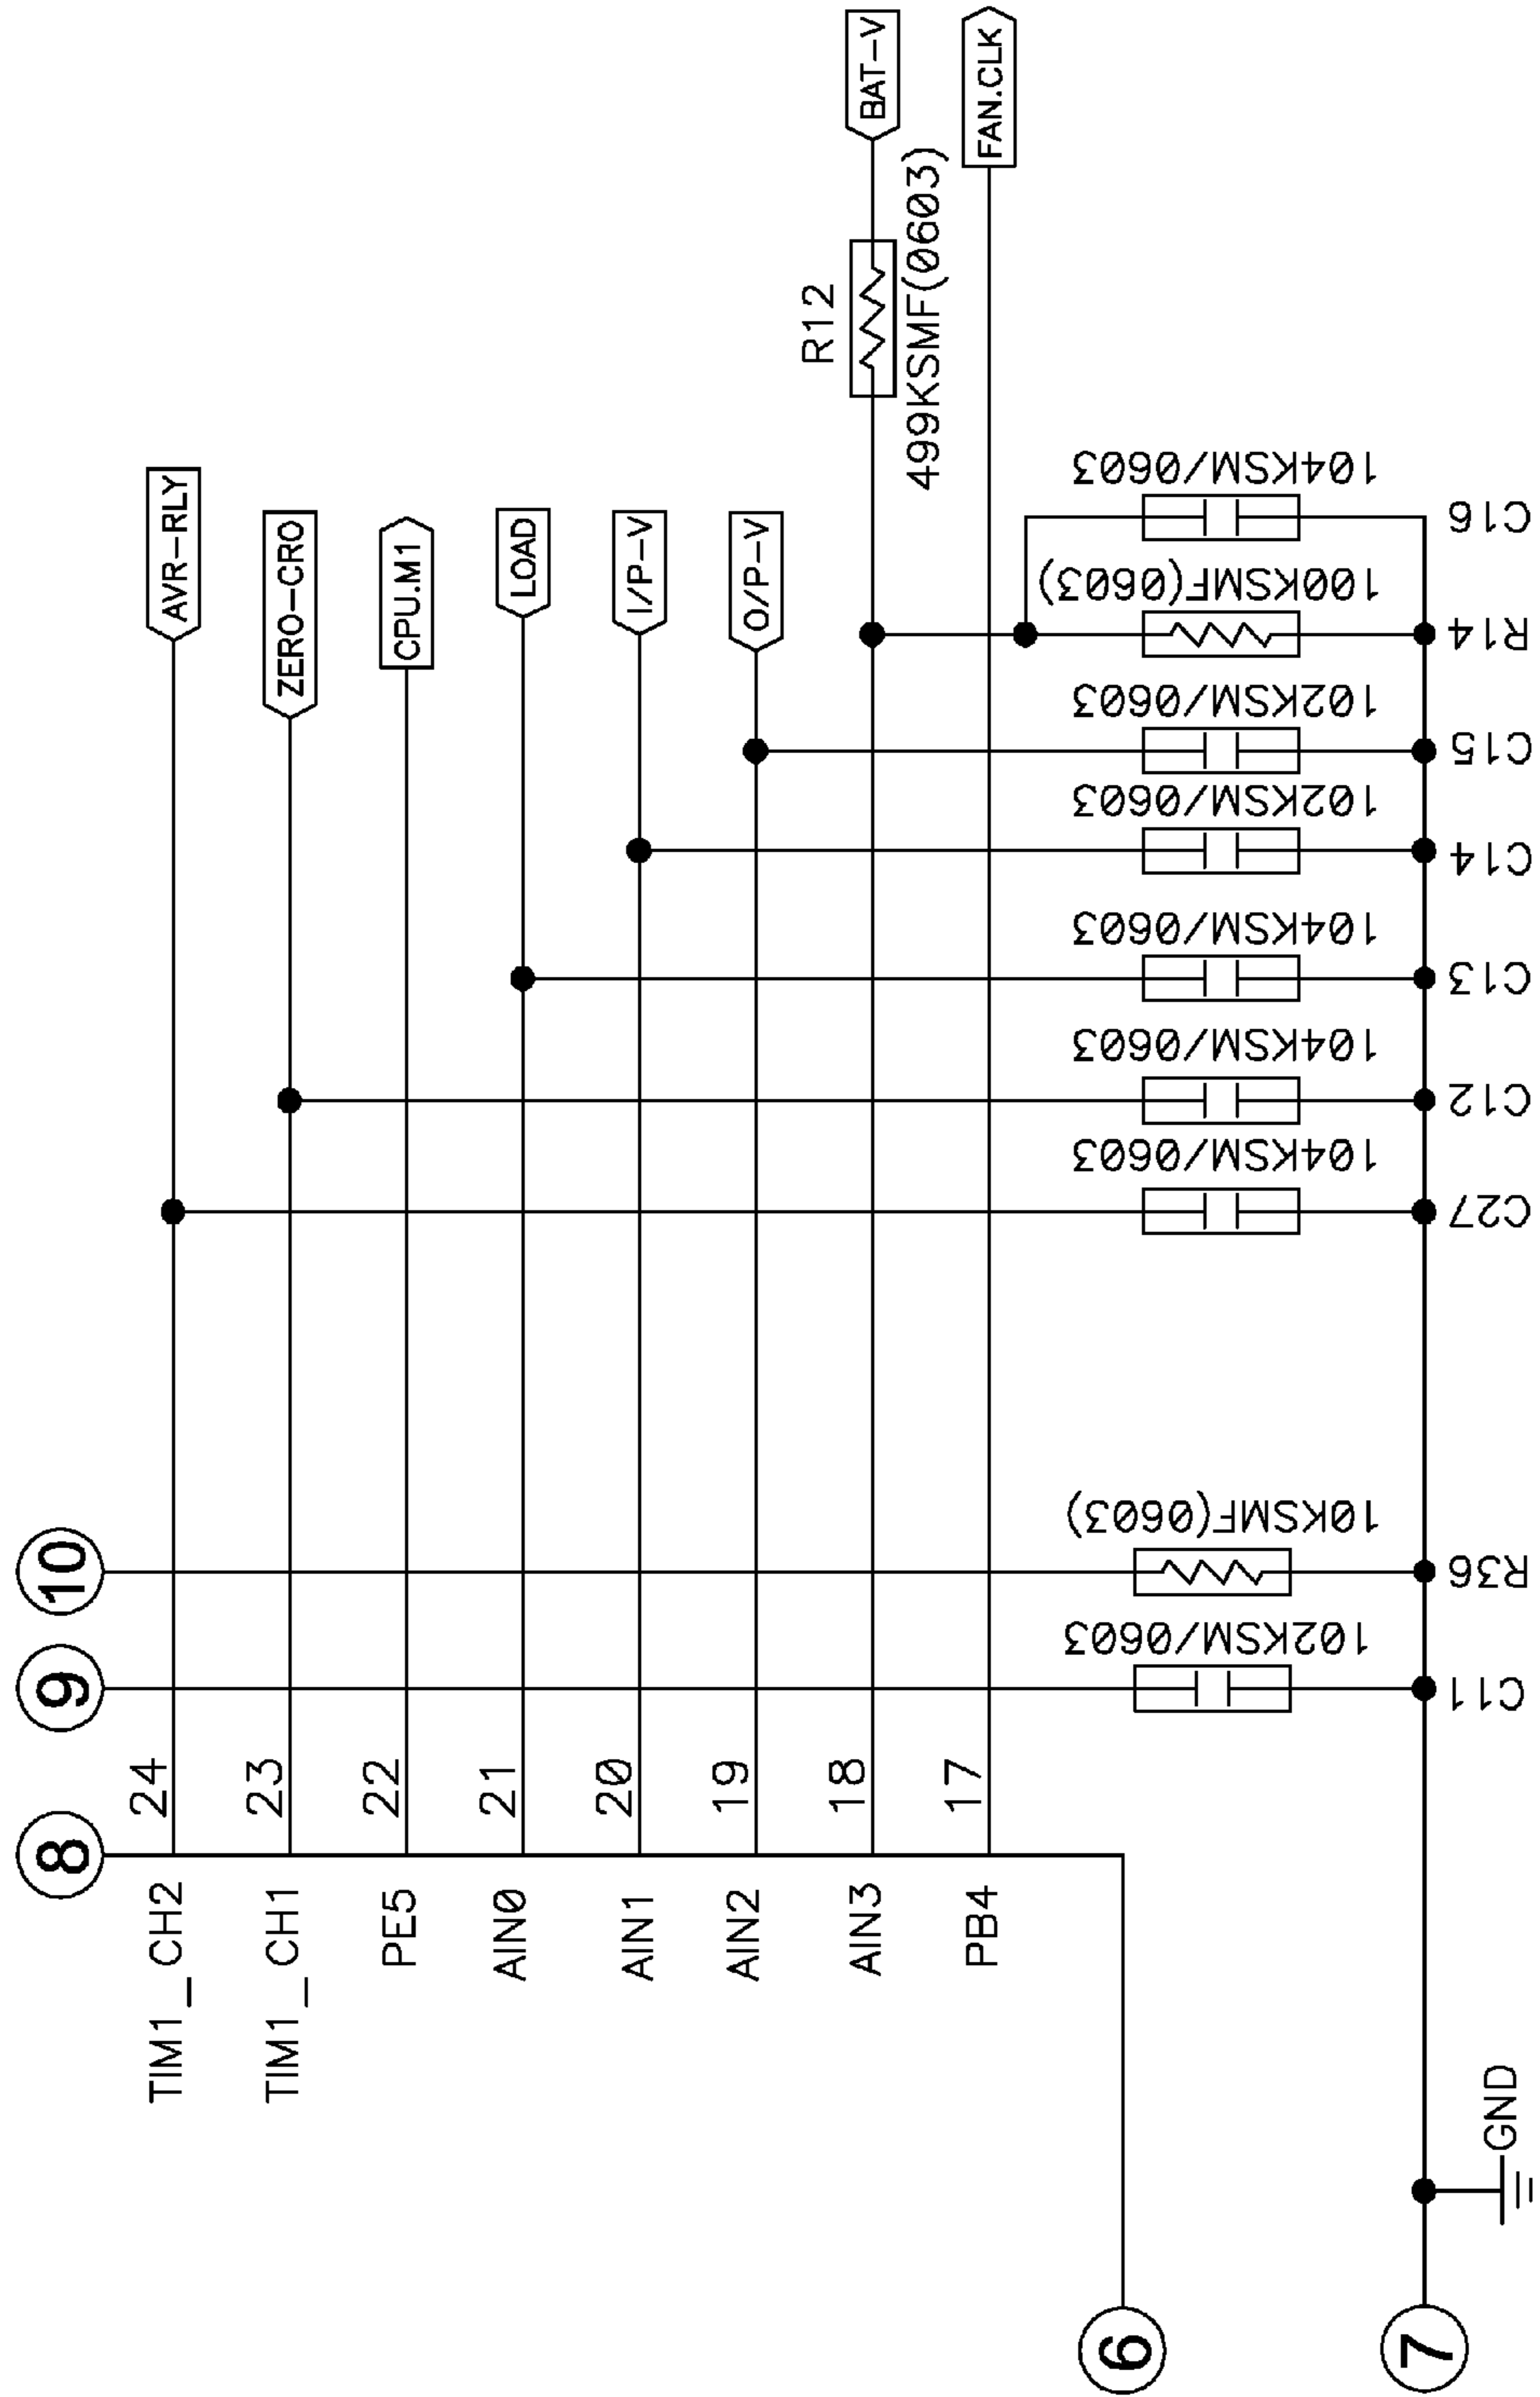 10
9
8
24
23
22
21
20
19
18
17
TIM1_CH2
TIM1_CH1
PE5
AIN0
AIN1
AIN2
AIN3
PB4
AVR-RLY
ZERO-CRO
CPU.M1
LOAD
I/P-V
O/P-V
BAT-V
FAN.CLK
R12
499KSMF(0603)
104KSM/0603
C16
100KSMF(0603)
R14
102KSM/0603
C15
102KSM/0603
C14
104KSM/0603
C13
104KSM/0603
C12
104KSM/0603
C27
10KSMF(0603)
R36
102KSM/0603
C11
GND
6
7